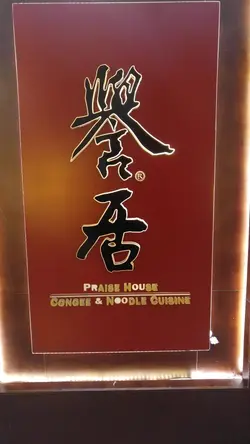 譽居®
PRAISE HOUSE
CONGEE & NOODLE CUISINE